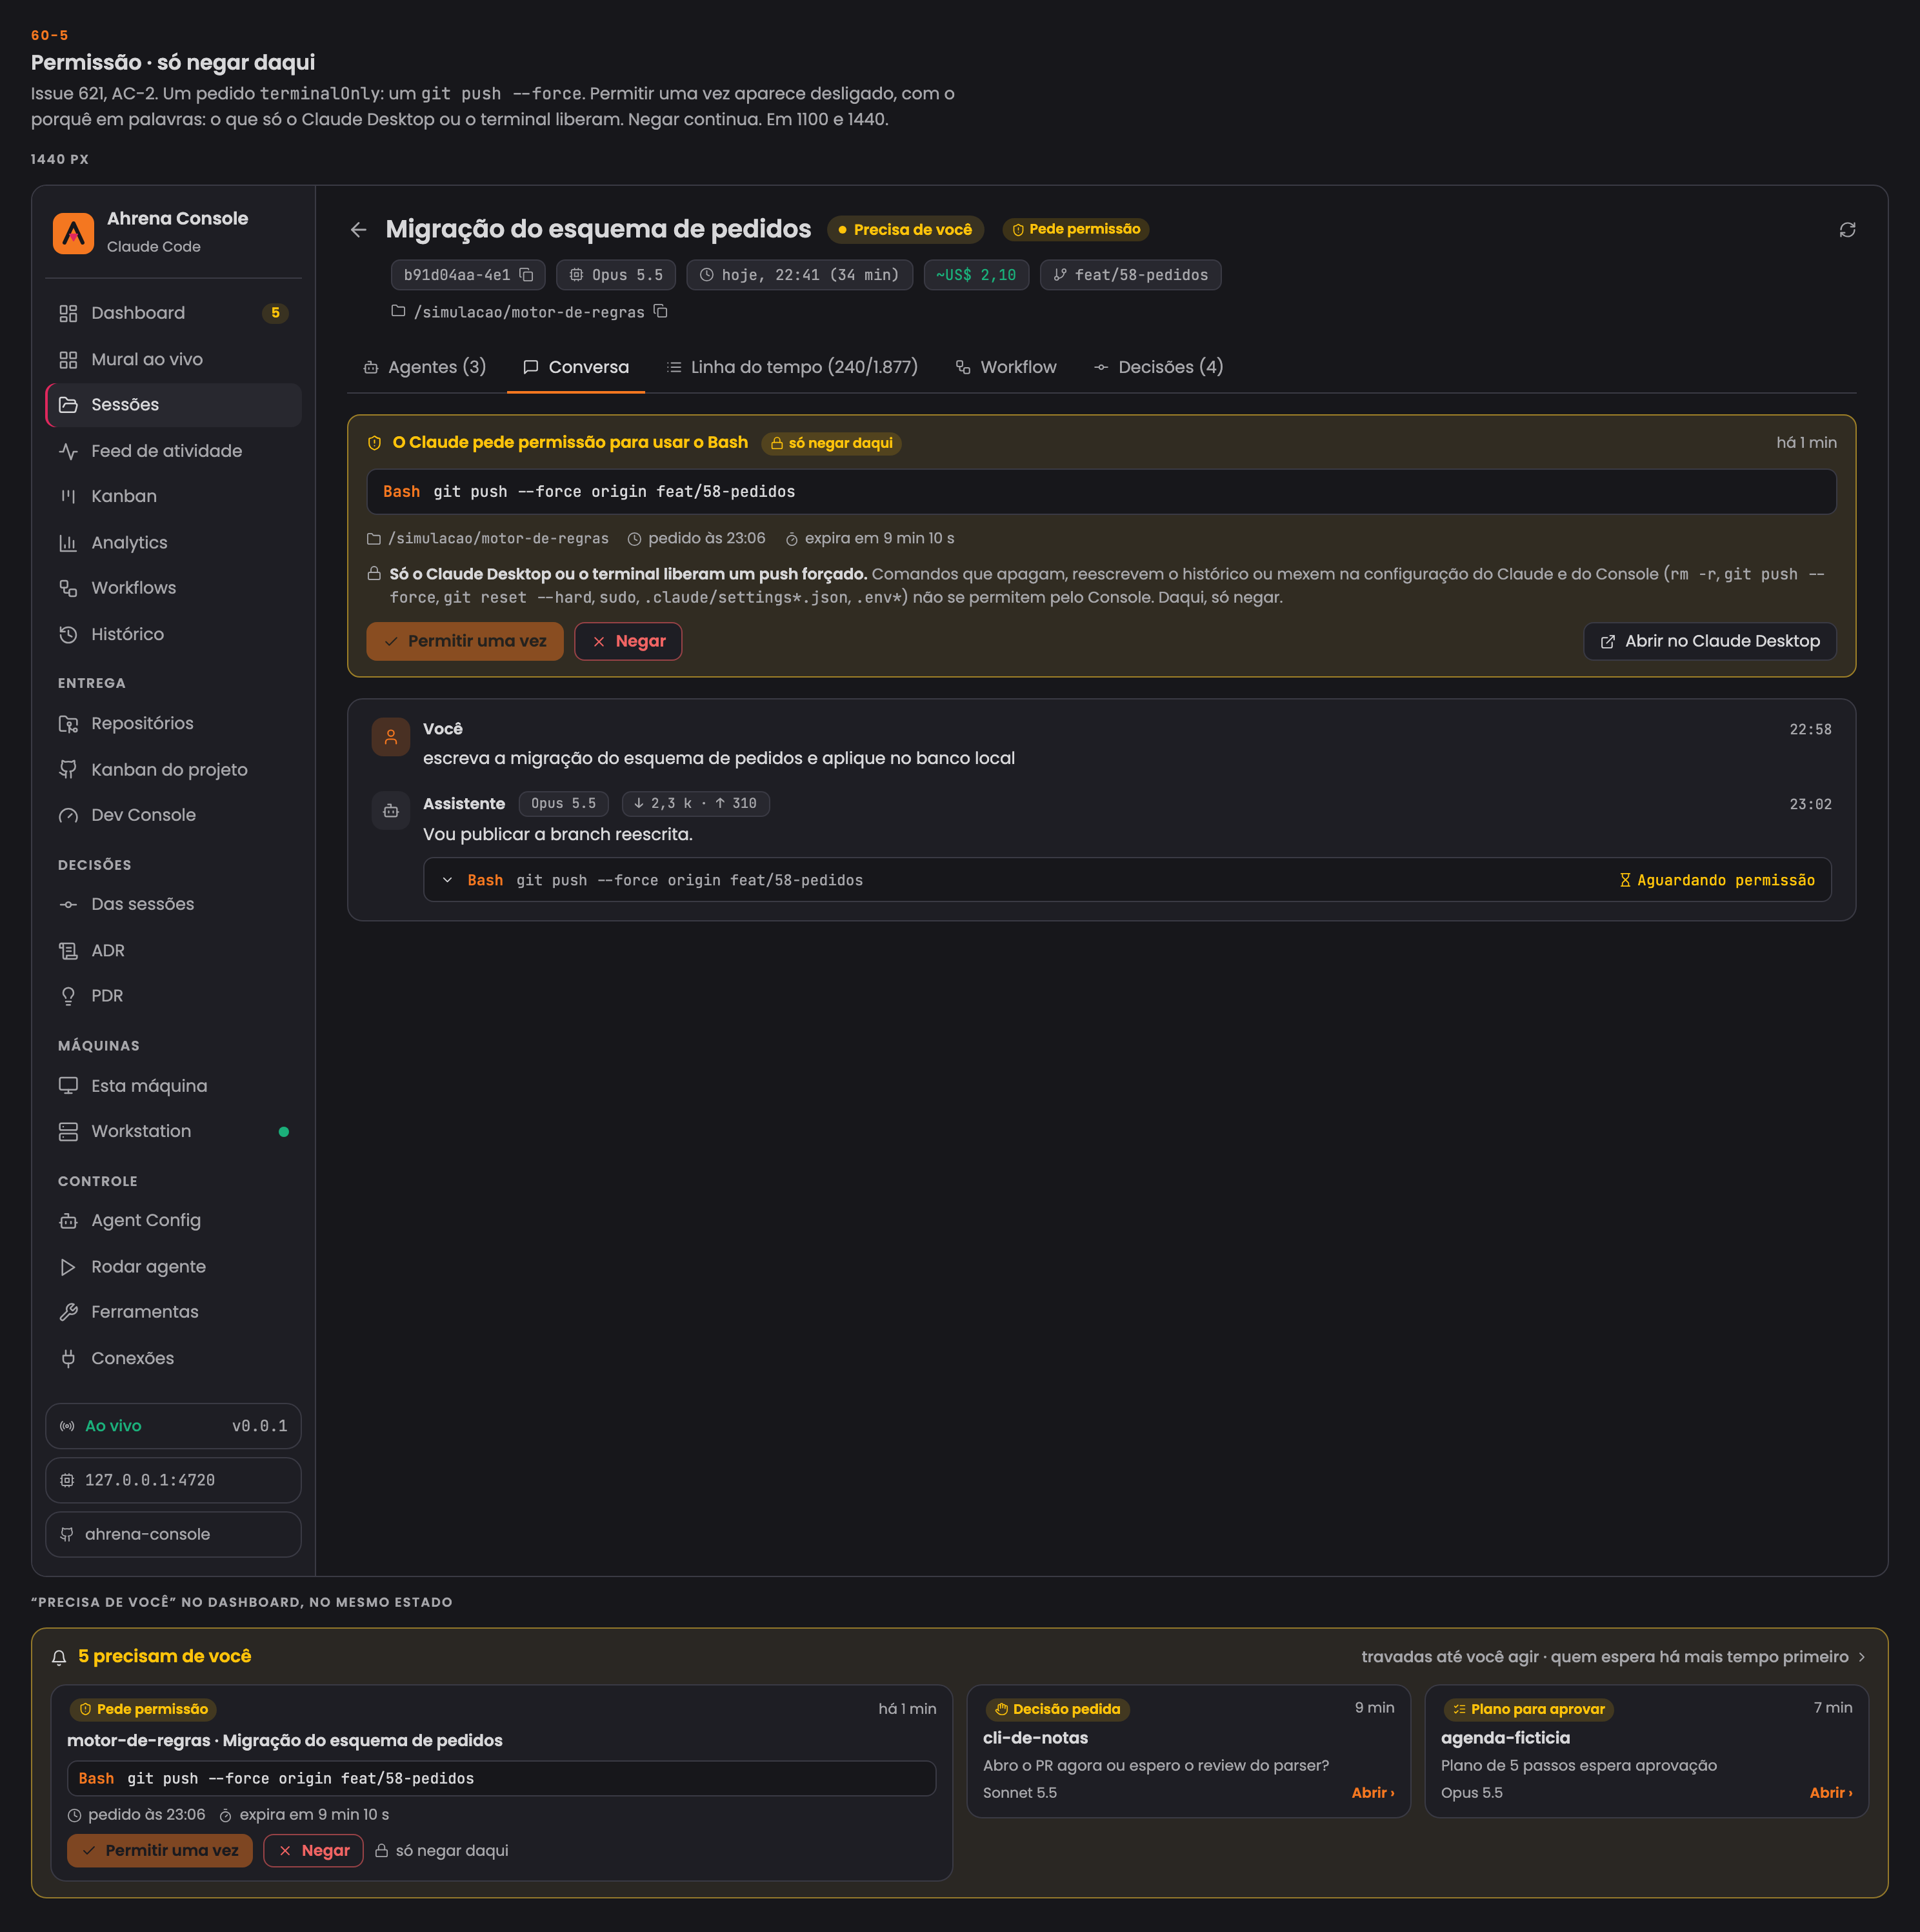 60-5
Permissão · só negar daqui
Issue 621, AC-2. Um pedido terminalOnly: um git push --force. Permitir uma vez aparece desligado, com o
porquê em palavras: o que só o Claude Desktop ou o terminal liberam. Negar continua. Em 1100 e 1440.
1440 PX
Ahrena Console
Claude Code
Dashboard 5
Mural ao vivo
Sessões
Feed de atividade
Kanban
Analytics
Workflows
Histórico
ENTREGA
Repositórios
Kanban do projeto
Dev Console
DECISÕES
Das sessões
ADR
PDR
MÁQUINAS
Esta máquina
Workstation
CONTROLE
Agent Config
Rodar agente
Ferramentas
Conexões
Ao vivo v0.0.1
127.0.0.1:4720
ahrena-console
Migração do esquema de pedidos Precisa de você Pede permissão
b91d04aa-4e1 Opus 5.5 hoje, 22:41 (34 min) ~US$ 2,10 feat/58-pedidos
/simulacao/motor-de-regras
Agentes (3) Conversa Linha do tempo (240/1.877) Workflow Decisões (4)
O Claude pede permissão para usar o Bash só negar daqui há 1 min
Bash git push --force origin feat/58-pedidos
/simulacao/motor-de-regras pedido às 23:06 expira em 9 min 10 s
Só o Claude Desktop ou o terminal liberam um push forçado. Comandos que apagam, reescrevem o histórico ou mexem na configuração do Claude e do Console (rm -r, git push --
force, git reset --hard, sudo, .claude/settings*.json, .env*) não se permitem pelo Console. Daqui, só negar.
Permitir uma vez Negar Abrir no Claude Desktop
Você 22:58
escreva a migração do esquema de pedidos e aplique no banco local
Assistente Opus 5.5 ↓ 2,3 k · ↑ 310 23:02
Vou publicar a branch reescrita.
Bash git push --force origin feat/58-pedidos Aguardando permissão
“PRECISA DE VOCÊ” NO DASHBOARD, NO MESMO ESTADO
5 precisam de você travadas até você agir · quem espera há mais tempo primeiro ›
Pede permissão há 1 min
motor-de-regras · Migração do esquema de pedidos
Bash git push --force origin feat/58-pedidos
pedido às 23:06 expira em 9 min 10 s
Permitir uma vez Negar só negar daqui
Decisão pedida 9 min
cli-de-notas
Abro o PR agora ou espero o review do parser?
Sonnet 5.5 Abrir ›
Plano para aprovar 7 min
agenda-ficticia
Plano de 5 passos espera aprovação
Opus 5.5 Abrir ›